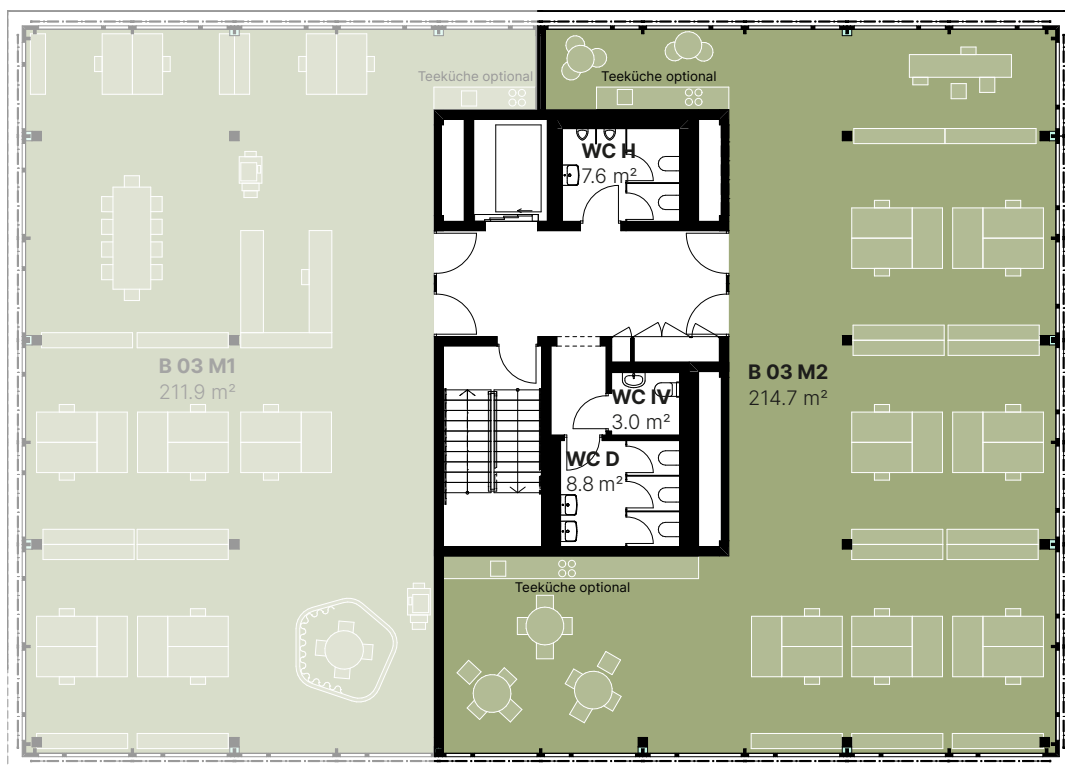 Teeküche optional
Teeküche optional
WC H
7.6 m²
B 03 M1
211.9 m²
B 03 M2
214.7 m²
WC IV
3.0 m²
WC D
8.8 m²
Teeküche optional